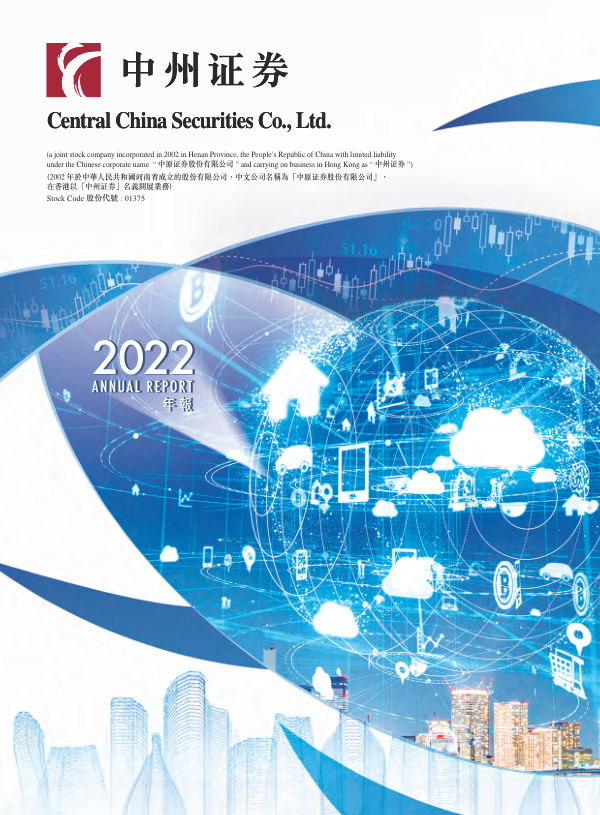 中州证券
Central China Securities Co., Ltd.
(a joint stock company incorporated in 2002 in Henan Province, the People's Republic of China with limited liability
under the Chinese corporate name “中原证券股份有限公司” and carrying on business in Hong Kong as “中州证券”)
(2002 年於中華人民共和國河南省成立的股份有限公司，中文公司名稱為「中原证券股份有限公司」，
在香港以「中州证券」名義開展業務)
Stock Code 股份代號 : 01375
51.16
51.16
2022
ANNUAL REPORT
年報